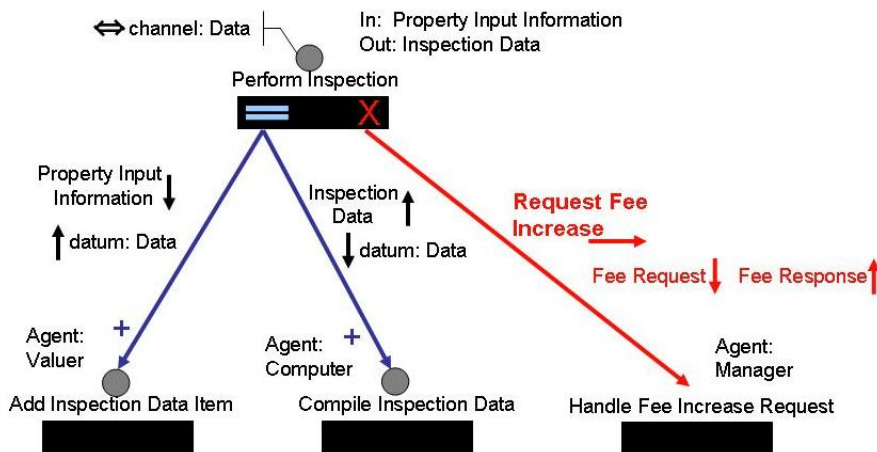 ⇔ channel: Data
In: Property Input Information
Out: Inspection Data
Perform Inspection
X
Property Input
Information ↓
↑ datum: Data
Inspection
Data ↑
↓ datum: Data
Request Fee
Increase →
Fee Request ↓ Fee Response ↑
Agent:
Valuer
+
Agent:
Computer
+
Agent:
Manager
Add Inspection Data Item
Compile Inspection Data
Handle Fee Increase Request